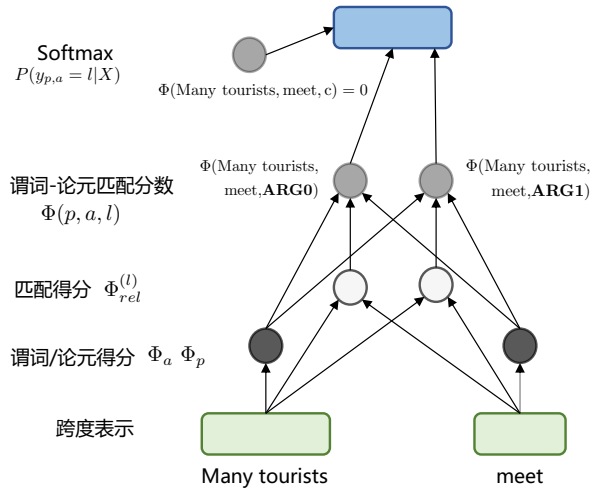 Softmax
P(y_{p,a} = l|X)
Φ(Many tourists, meet, c) = 0
谓词-论元匹配分数
Φ(p, a, l)
Φ(Many tourists,
meet,ARG0)
Φ(Many tourists,
meet,ARG1)
匹配得分 Φ_{rel}^{(l)}
谓词/论元得分 Φ_a Φ_p
跨度表示
Many tourists
meet